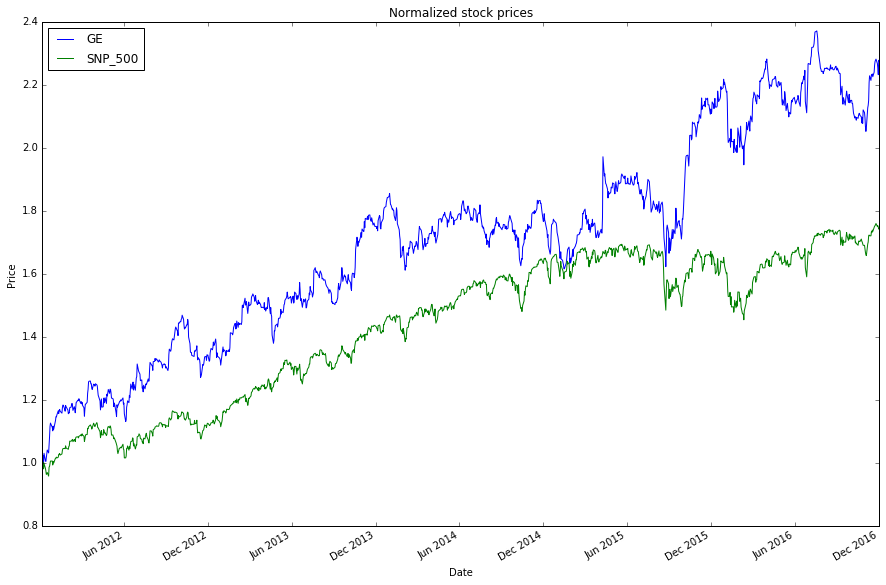 Normalized stock prices
GE
SNP_500
2.4
2.2
2.0
1.8
1.6
1.4
1.2
1.0
0.8
Price
Jun 2012
Dec 2012
Jun 2013
Dec 2013
Jun 2014
Dec 2014
Jun 2015
Dec 2015
Jun 2016
Dec 2016
Date